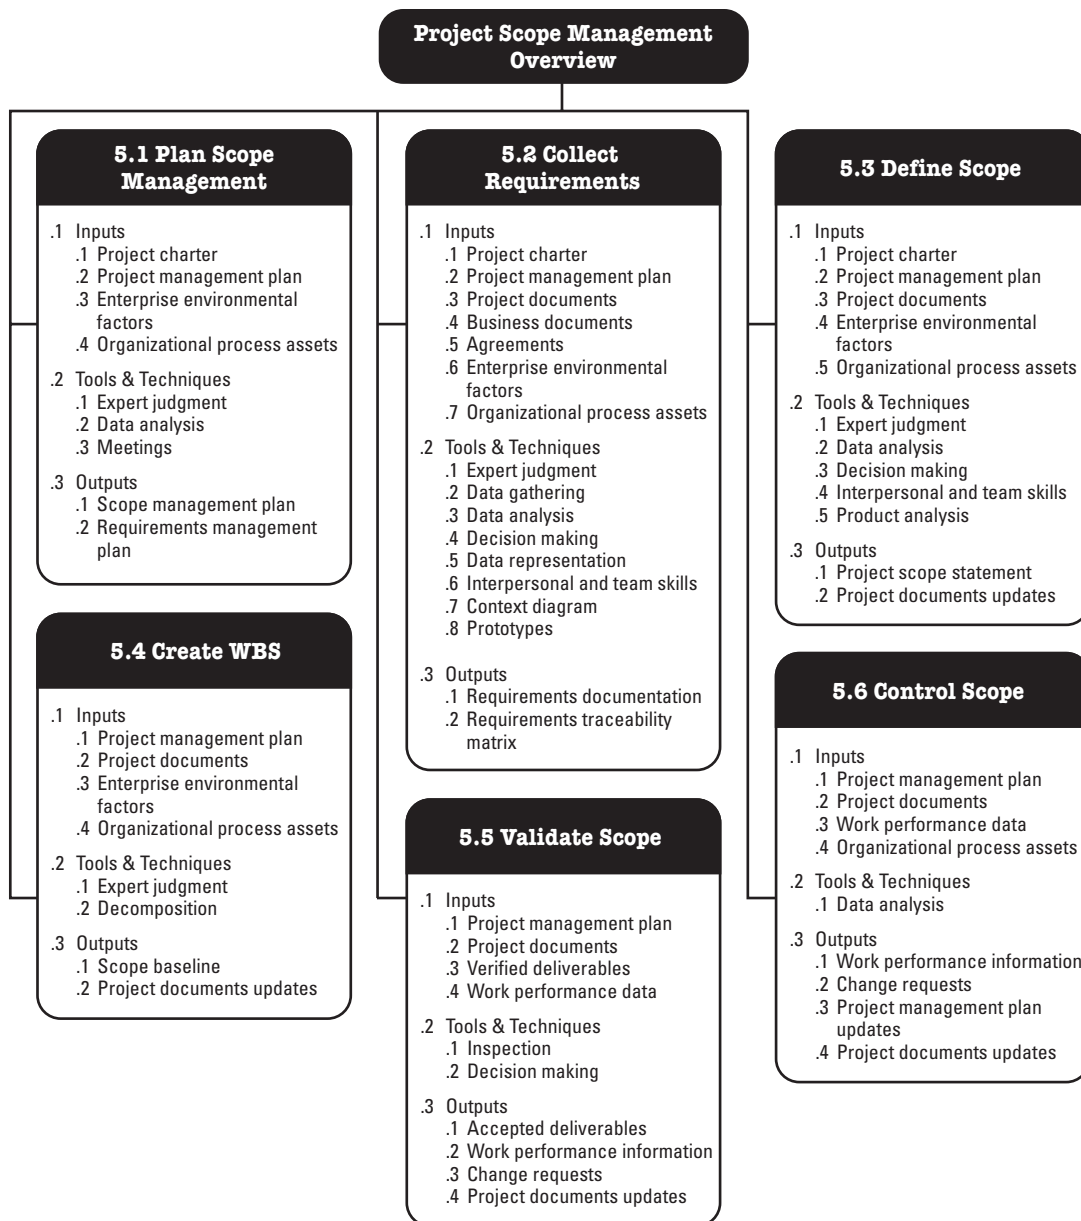 Project Scope Management
Overview
5.1 Plan Scope
Management
.1 Inputs
.1 Project charter
.2 Project management plan
.3 Enterprise environmental
factors
.4 Organizational process assets
.2 Tools & Techniques
.1 Expert judgment
.2 Data analysis
.3 Meetings
.3 Outputs
.1 Scope management plan
.2 Requirements management
plan
5.2 Collect
Requirements
.1 Inputs
.1 Project charter
.2 Project management plan
.3 Project documents
.4 Business documents
.5 Agreements
.6 Enterprise environmental
factors
.7 Organizational process assets
.2 Tools & Techniques
.1 Expert judgment
.2 Data gathering
.3 Data analysis
.4 Decision making
.5 Data representation
.6 Interpersonal and team skills
.7 Context diagram
.8 Prototypes
.3 Outputs
.1 Requirements documentation
.2 Requirements traceability
matrix
5.3 Define Scope
.1 Inputs
.1 Project charter
.2 Project management plan
.3 Project documents
.4 Enterprise environmental
factors
.5 Organizational process assets
.2 Tools & Techniques
.1 Expert judgment
.2 Data analysis
.3 Decision making
.4 Interpersonal and team skills
.5 Product analysis
.3 Outputs
.1 Project scope statement
.2 Project documents updates
5.4 Create WBS
.1 Inputs
.1 Project management plan
.2 Project documents
.3 Enterprise environmental
factors
.4 Organizational process assets
.2 Tools & Techniques
.1 Expert judgment
.2 Decomposition
.3 Outputs
.1 Scope baseline
.2 Project documents updates
5.5 Validate Scope
.1 Inputs
.1 Project management plan
.2 Project documents
.3 Verified deliverables
.4 Work performance data
.2 Tools & Techniques
.1 Inspection
.2 Decision making
.3 Outputs
.1 Accepted deliverables
.2 Work performance information
.3 Change requests
.4 Project documents updates
5.6 Control Scope
.1 Inputs
.1 Project management plan
.2 Project documents
.3 Work performance data
.4 Organizational process assets
.2 Tools & Techniques
.1 Data analysis
.3 Outputs
.1 Work performance information
.2 Change requests
.3 Project management plan
updates
.4 Project documents updates